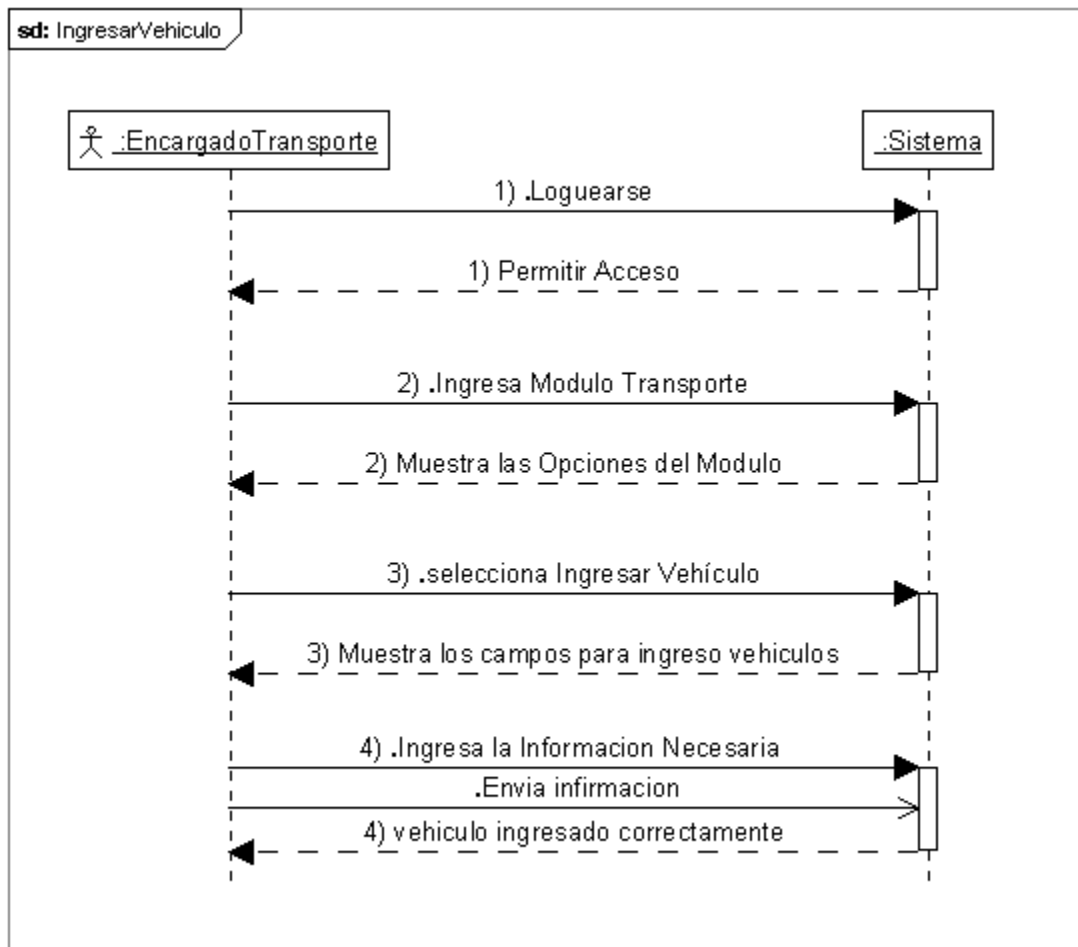 sd: IngresarVehiculo
:EncargadoTransporte
:Sistema
1) .Loguearse
1) Permitir Acceso
2) .Ingresa Modulo Transporte
2) Muestra las Opciones del Modulo
3) .selecciona Ingresar Vehículo
3) Muestra los campos para ingreso vehiculos
4) .Ingresa la Informacion Necesaria
.Envia infirmacion
4) vehiculo ingresado correctamente